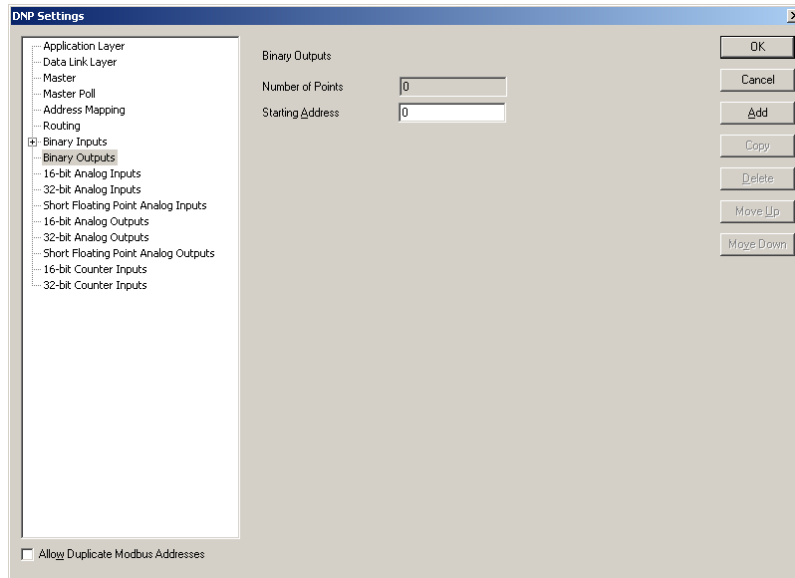 DNP Settings
Application Layer
Data Link Layer
Master
Master Poll
Address Mapping
Routing
Binary Inputs
Binary Outputs
16-bit Analog Inputs
32-bit Analog Inputs
Short Floating Point Analog Inputs
16-bit Analog Outputs
32-bit Analog Outputs
Short Floating Point Analog Outputs
16-bit Counter Inputs
32-bit Counter Inputs
Allow Duplicate Modbus Addresses
Binary Outputs
Number of Points 0
Starting Address 0
OK
Cancel
Add
Copy
Delete
Move Up
Move Down